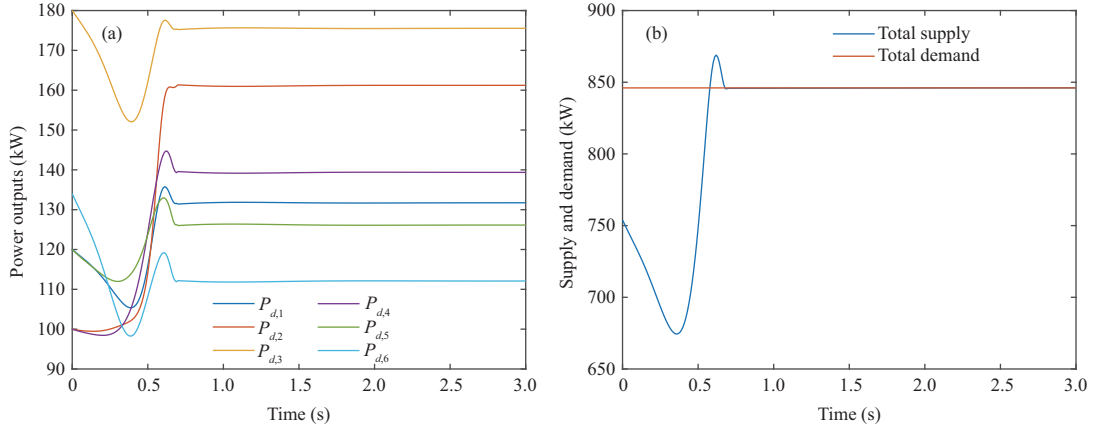 (a)
Power outputs (kW)
180
170
160
150
140
130
120
110
100
90
0
0.5
1.0
1.5
2.0
2.5
3.0
Time (s)
P_{d,1}
P_{d,2}
P_{d,3}
P_{d,4}
P_{d,5}
P_{d,6}
(b)
Supply and demand (kW)
900
850
800
750
700
650
0
0.5
1.0
1.5
2.0
2.5
3.0
Time (s)
Total supply
Total demand